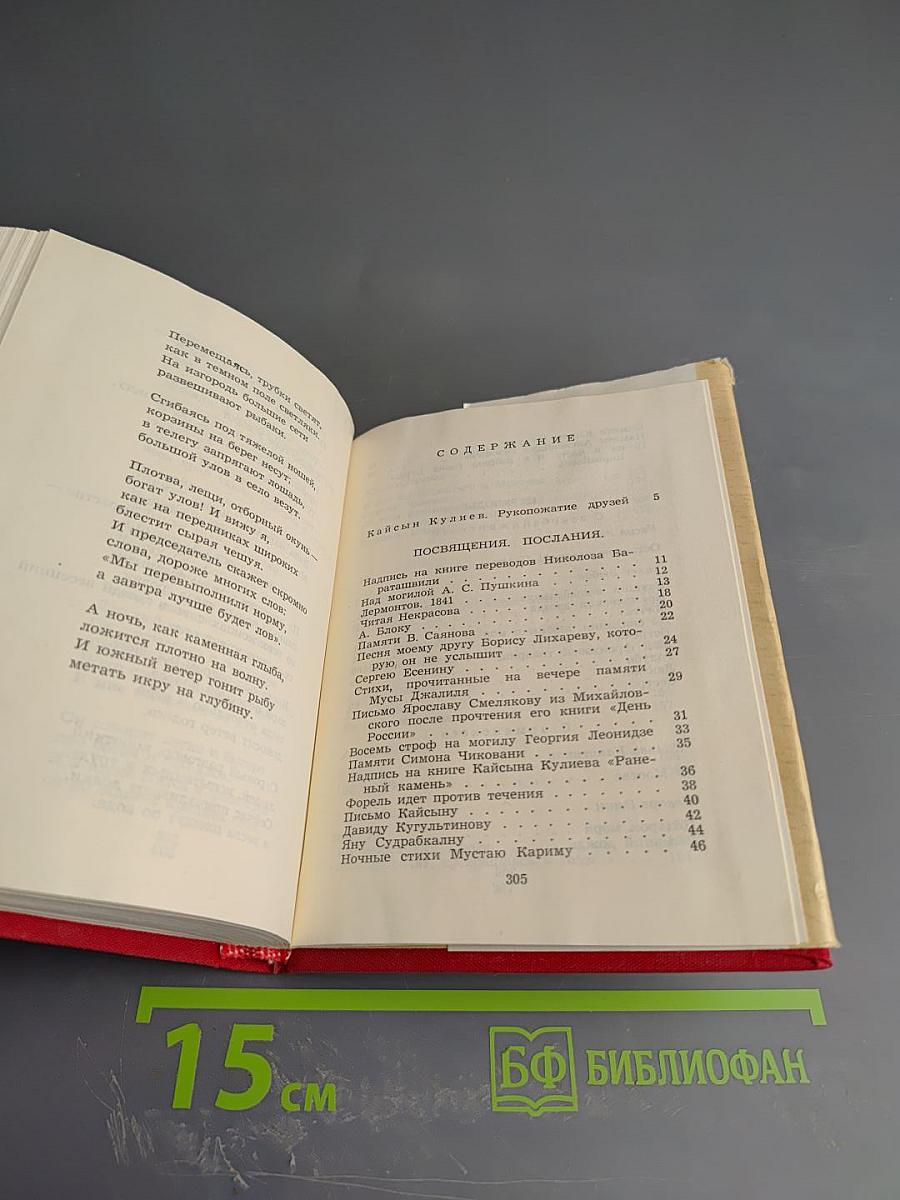 Перемещаясь, трубки светят,
как в темном поле светляки.
На изгородь большие сети
развешивают рыбаки.
Сгибаясь под тяжелой ношей,
корзины на берег несут;
в телегу запрягают лошадь,
большой улов в село везут.
Плотва, лещи, отборный окунь —
богат улов! И вижу я,
как на передниках широких
блестит сырая чешуя.
И председатель скажет скромно
слова, дороже многих слов:
«Мы перевыполнили норму,
а завтра лучше будет лов».
А ночь, как каменная глыба,
ложится плотно на волну.
И южный ветер гонит рыбу
метать икру на глубину.
СОДЕРЖАНИЕ
Кайсын Кулиев. Рукопожатие друзей 5
ПОСВЯЩЕНИЯ. ПОСЛАНИЯ.
Надпись на книге переводов Николоза Ба-
раташвили . . . . . . . . . . 11
Над могилой А. С. Пушкина . . . . . 12
Лермонтов. 1841 . . . . . . . . . 13
Читая Некрасова . . . . . . . . . 18
А. Блоку . . . . . . . . . . . 20
Памяти В. Саянова . . . . . . . . 22
Песня моему другу Борису Лихареву, кото-
рую, он не услышит . . . . . . . 24
Сергею Есенину . . . . . . . . . 27
Стихи, прочитанные на вечере памяти
Мусы Джалиля . . . . . . . . . 29
Письмо Ярославу Смелякову из Михайлов-
ского после прочтения его книги «День
России» . . . . . . . . . . . 31
Восемь строф на могилу Георгия Леонидзе 33
Памяти Симона Чиковани . . . . . . 35
Надпись на книге Кайсына Кулиева «Ране-
ный камень» . . . . . . . . . 36
Форель идет против течения . . . . . 38
Письмо Кайсыну . . . . . . . . . 40
Давиду Кугультинову . . . . . . . . 42
Яну Судрабкалну . . . . . . . . . 44
Ночные стихи Мустаю Кариму . . . . . 46
305
15 см
БФ БИБЛИОФАН